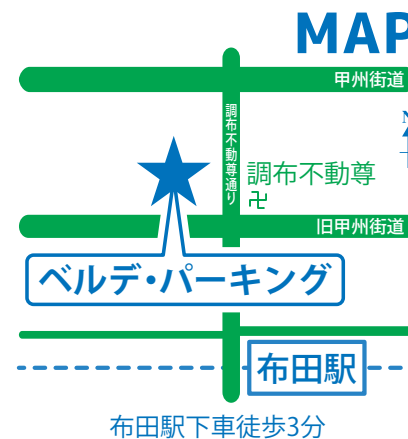 MAP
甲州街道
N
調布不動尊通り
調布不動尊
卍
旧甲州街道
ベルデ・パーキング
布田駅
布田駅下車徒歩3分